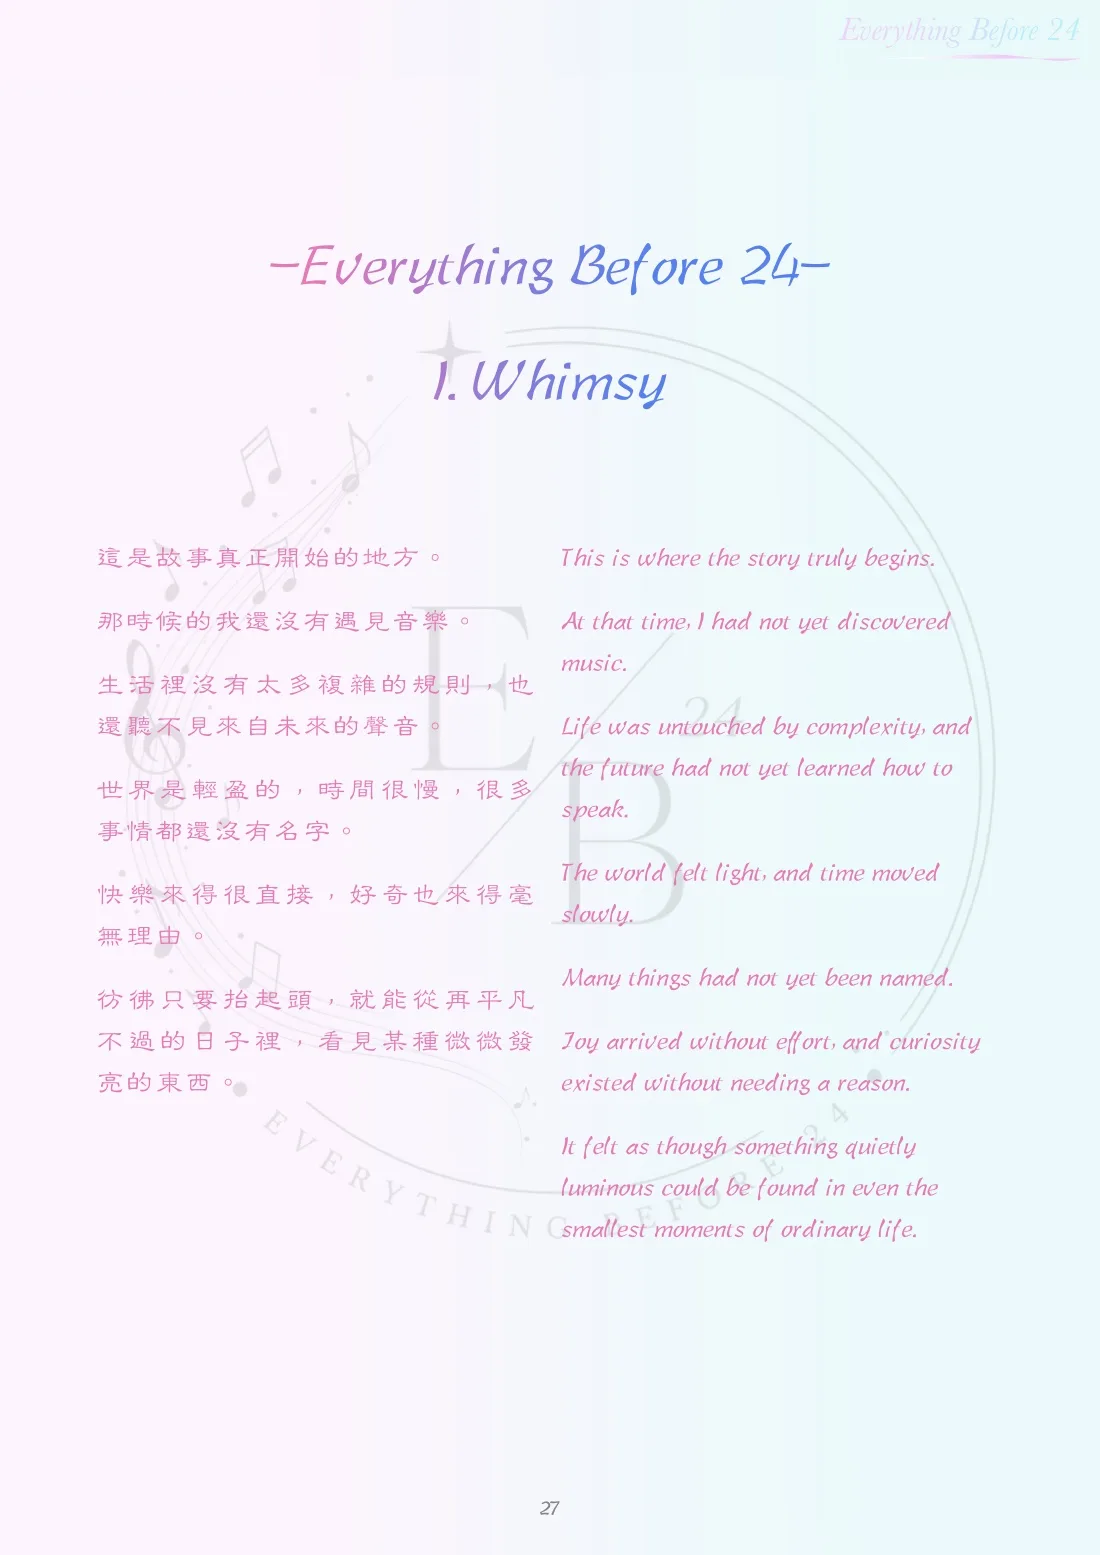 Everything Before 24
—Everything Before 24—
I. Whimsy
這是故事真正開始的地方。
那時候的我還沒有遇見音樂。
生活裡沒有太多複雜的規則，也
還聽不見來自未來的聲音。
世界是輕盈的，時間很慢，很多
事情都還沒有名字。
快樂來得很直接，好奇也來得毫
無理由。
彷彿只要抬起頭，就能從再平凡
不過的日子裡，看見某種微微發
亮的東西。
This is where the story truly begins.
At that time, I had not yet discovered
music.
Life was untouched by complexity, and
the future had not yet learned how to
speak.
The world felt light, and time moved
slowly.
Many things had not yet been named.
Joy arrived without effort, and curiosity
existed without needing a reason.
It felt as though something quietly
luminous could be found in even the
smallest moments of ordinary life.
E
24
B
EVERYTHING BEFORE 24
27